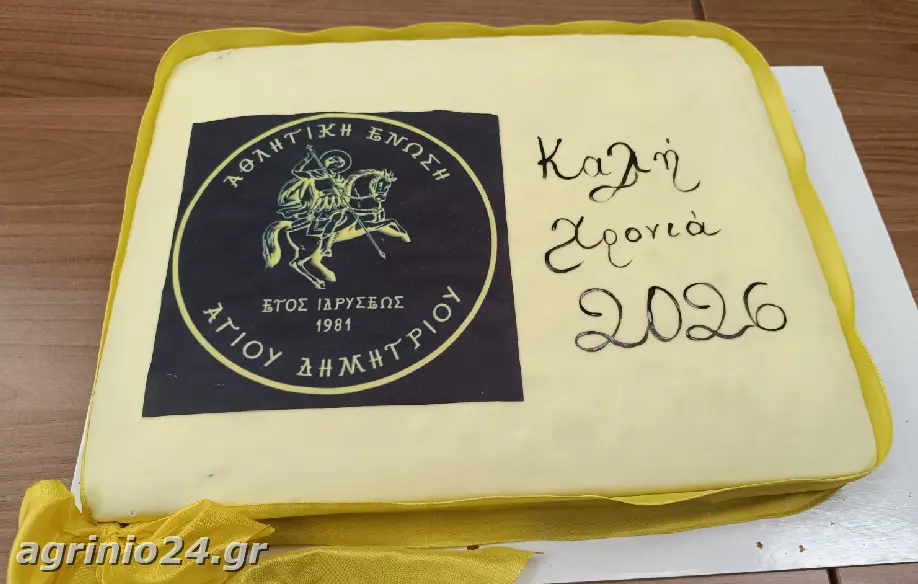 ΑΘΛΗΤΙΚΗ ΕΝΩΣΗ
ΕΤΟΣ ΙΔΡΥΣΕΩΣ
1981
ΑΓΙΟΥ ΔΗΜΗΤΡΙΟΥ
Καλή
Χρονιά
2026
agrinio24.gr